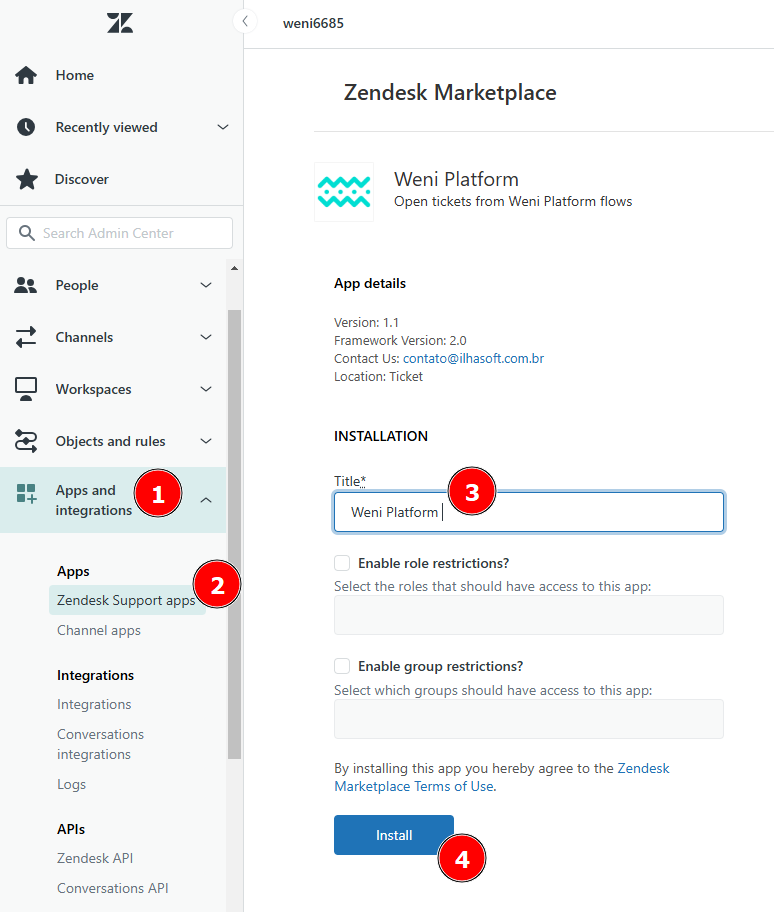 weni6685
Home
Recently viewed
Discover
Search Admin Center
People
Channels
Workspaces
Objects and rules
Apps and
integrations
1
Apps
2
Zendesk Support apps
Channel apps
Integrations
Integrations
Conversations
integrations
Logs
APIs
Zendesk API
Conversations API
Zendesk Marketplace
Weni Platform
Open tickets from Weni Platform flows
App details
Version: 1.1
Framework Version: 2.0
Contact Us: contato@ilhasoft.com.br
Location: Ticket
INSTALLATION
Title*
3
Weni Platform
Enable role restrictions?
Select the roles that should have access to this app:
Enable group restrictions?
Select which groups should have access to this app:
By installing this app you hereby agree to the Zendesk
Marketplace Terms of Use.
Install
4